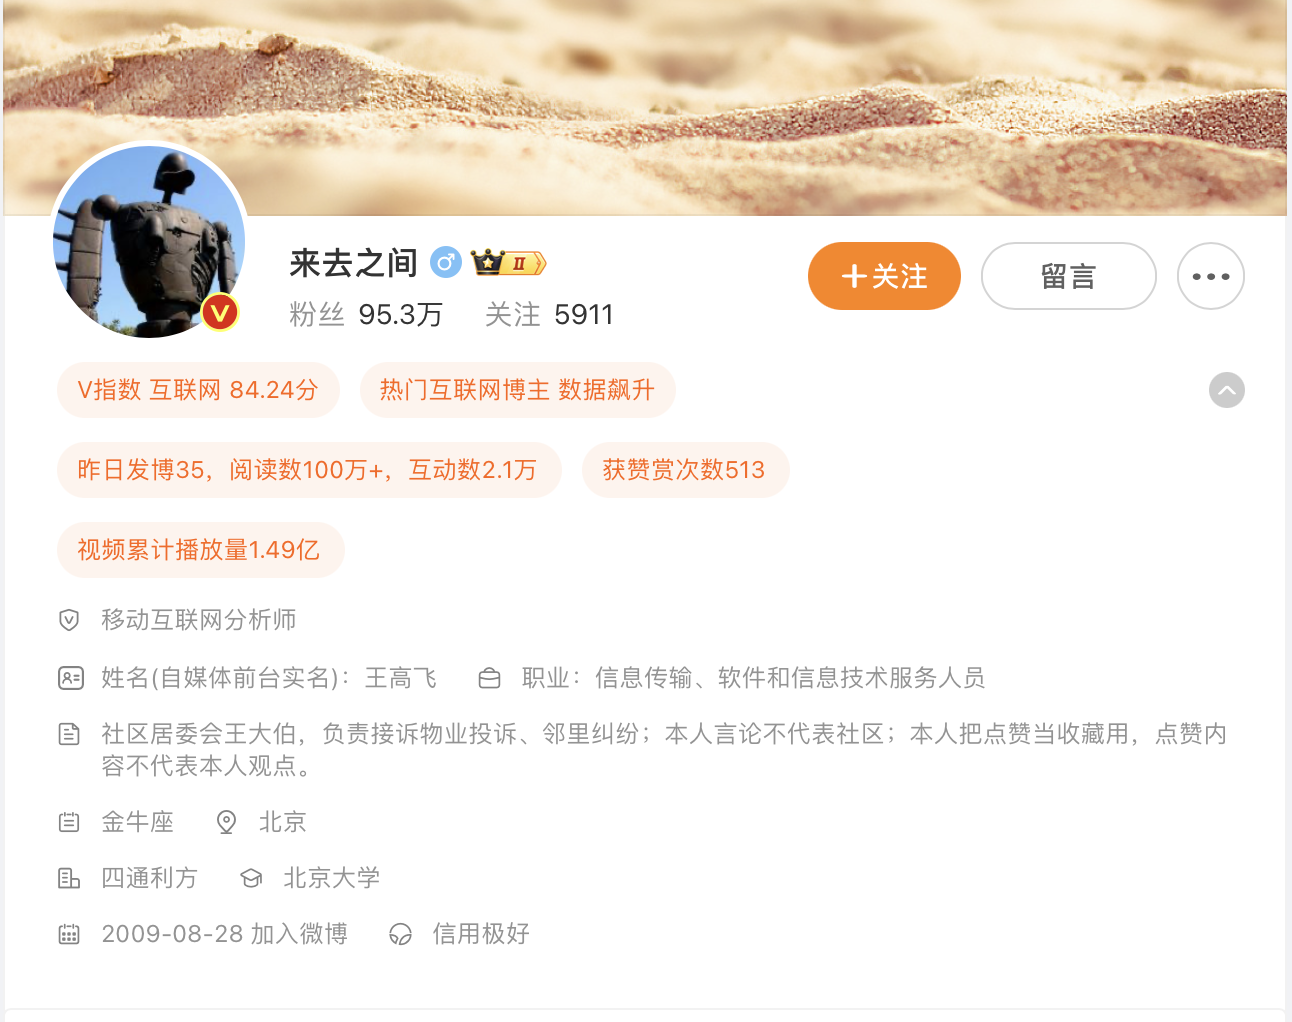 来去之间 II
粉丝 95.3万 关注 5911
+关注
留言
V指数 互联网 84.24分
热门互联网博主 数据飙升
昨日发博35，阅读数100万+，互动数2.1万
获赞赏次数513
视频累计播放量1.49亿
移动互联网分析师
姓名(自媒体前台实名)：王高飞 职业：信息传输、软件和信息技术服务人员
社区居委会王大伯，负责接诉物业投诉、邻里纠纷；本人言论不代表社区；本人把点赞当收藏用，点赞内
容不代表本人观点。
金牛座 北京
四通利方 北京大学
2009-08-28 加入微博 信用极好